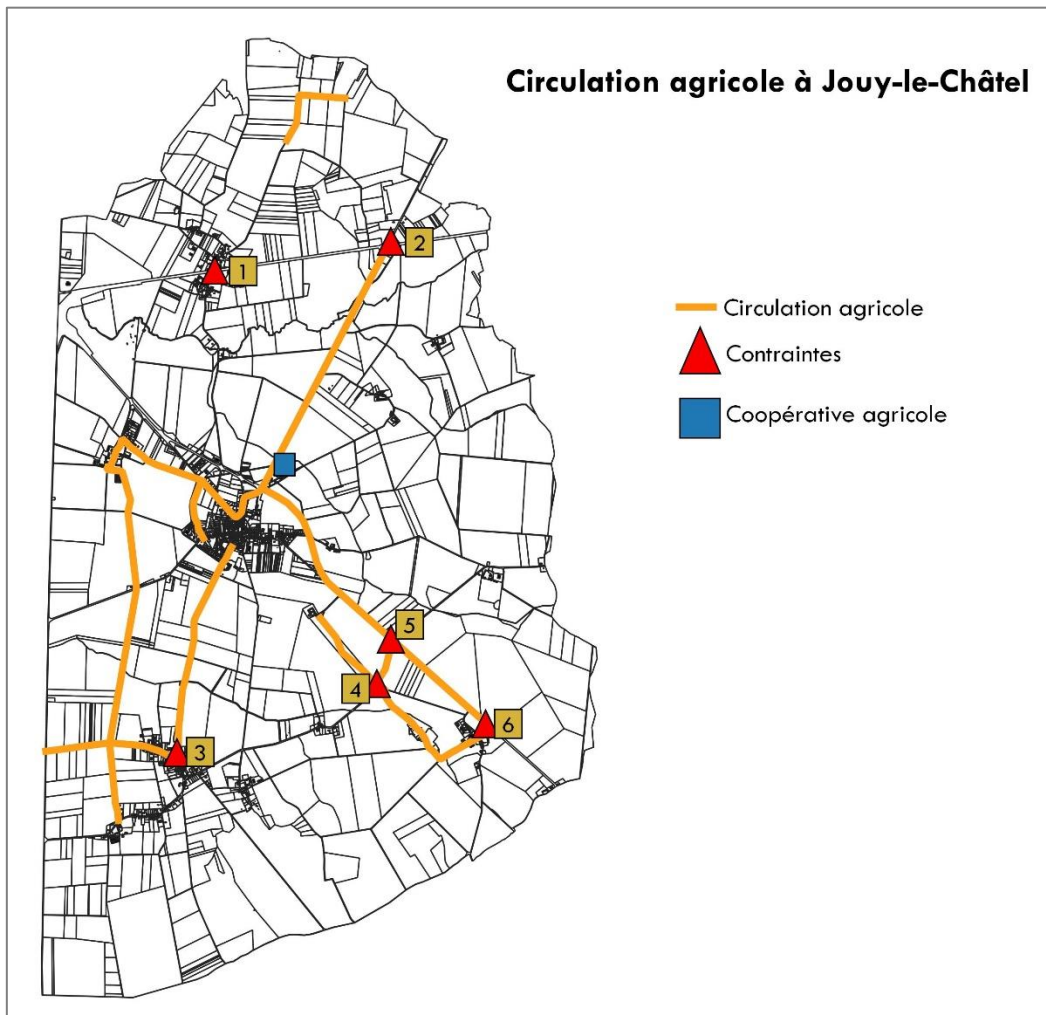 Circulation agricole à Jouy-le-Châtel
2
1
Circulation agricole
Contraintes
Coopérative agricole
5
4
6
3